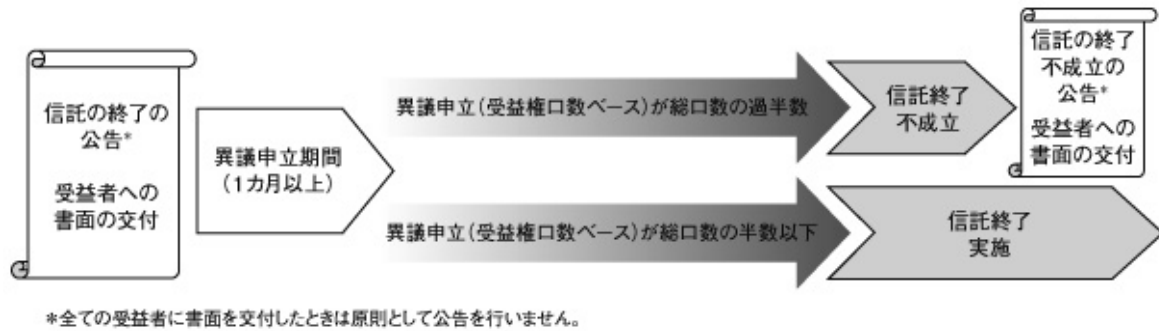 信託の終了の
公告*
受益者への
書面の交付
異議申立期間
(1カ月以上)
異議申立(受益権口数ベース)が総口数の過半数
信託終了
不成立
信託の終了
不成立の
公告*
受益者への
書面の交付
異議申立(受益権口数ベース)が総口数の半数以下
信託終了
実施
*全ての受益者に書面を交付したときは原則として公告を行いません。